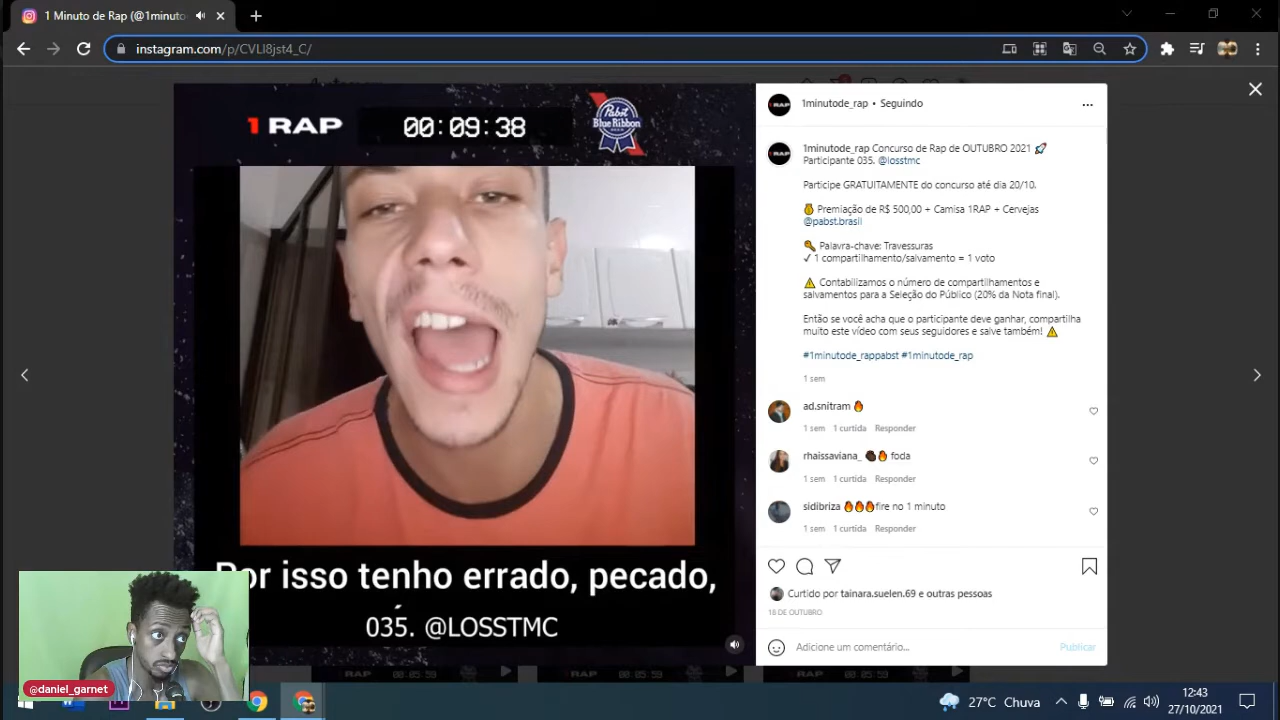 1 Minuto de Rap (@1minuto
instagram.com/p/CVLI8jst4_C/
1 RAP
00:09:38
Pabst
Blue Ribbon
Por isso tenho errado, pecado,
035. @LOSSTMC
@daniel_garnet
1minutode_rap • Seguindo
1minutode_rap Concurso de Rap de OUTUBRO 2021 🚀
Participante 035. @losstmc
Participe GRATUITAMENTE do concurso até dia 20/10.
💰 Premiação de R$ 500,00 + Camisa 1RAP + Cervejas
@pabst.brasil
🔑 Palavra-chave: Travessuras
✓ 1 compartilhamento/salvamento = 1 voto
⚠ Contabilizamos o número de compartilhamentos e
salvamentos para a Seleção do Público (20% da Nota final).
Então se você acha que o participante deve ganhar, compartilha
muito este vídeo com seus seguidores e salve também! ⚠
#1minutode_rappabst #1minutode_rap
1 sem
ad.snitram 🔥
1 sem 1 curtida Responder
rhaissaviana_ ✊🏿🔥 foda
1 sem 1 curtida Responder
sidibriza 🔥🔥🔥fire no 1 minuto
1 sem 1 curtida Responder
Curtido por tainara.suelen.69 e outras pessoas
18 DE OUTUBRO
Adicione um comentário...
Publicar
27°C Chuva
12:43
27/10/2021